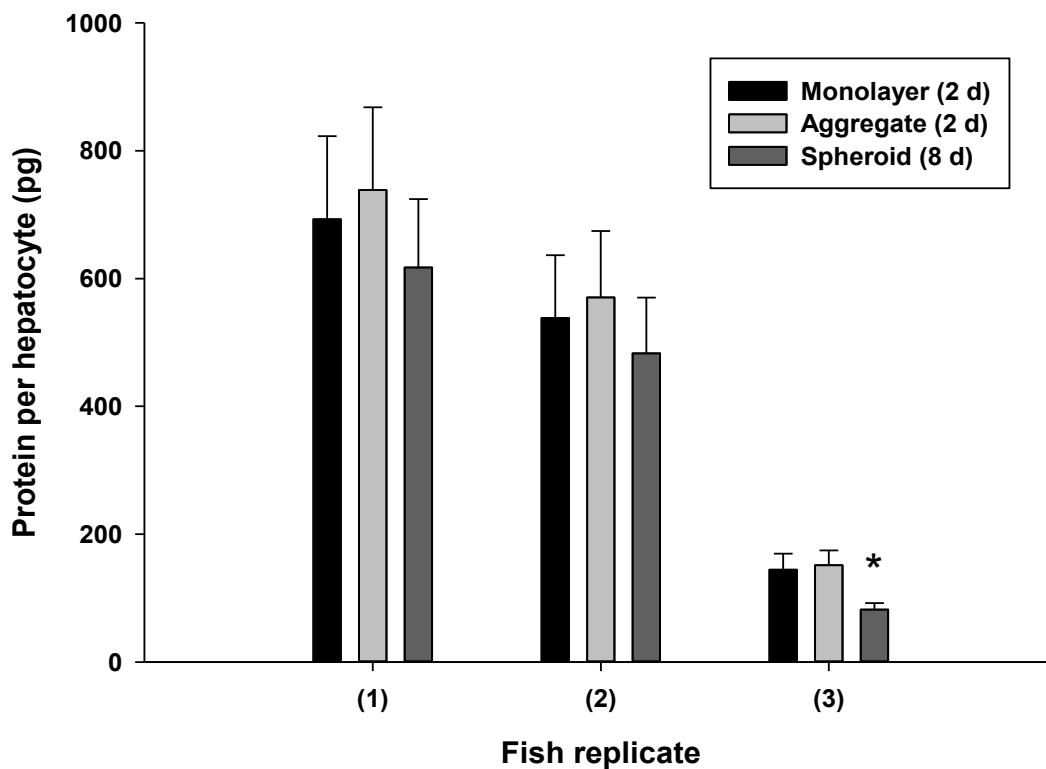 1000
800
600
400
200
0
Protein per hepatocyte (pg)
Monolayer (2 d)
Aggregate (2 d)
Spheroid (8 d)
*
(1) (2) (3)
Fish replicate